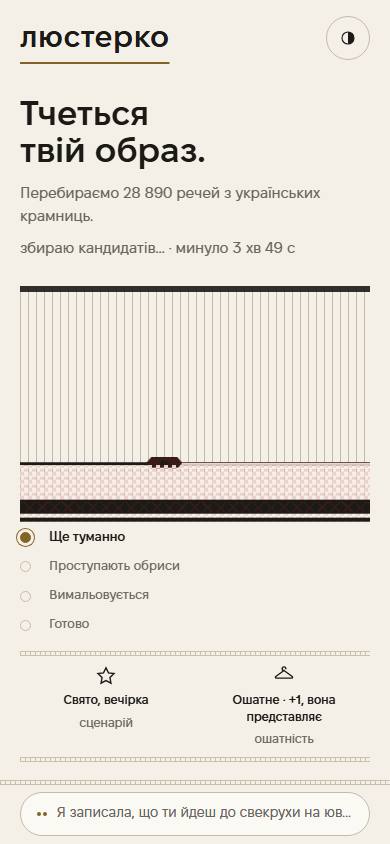 люстерко
Тчеться
твій образ.
Перебираємо 28 890 речей з українських
крамниць.
збираю кандидатів... · минуло 3 хв 49 с
Ще туманно
Проступають обриси
Вимальовується
Готово
Свято, вечірка
сценарій
Ошатне · +1, вона
представляє
ошатність
Я записала, що ти йдеш до свекрухи на юв...